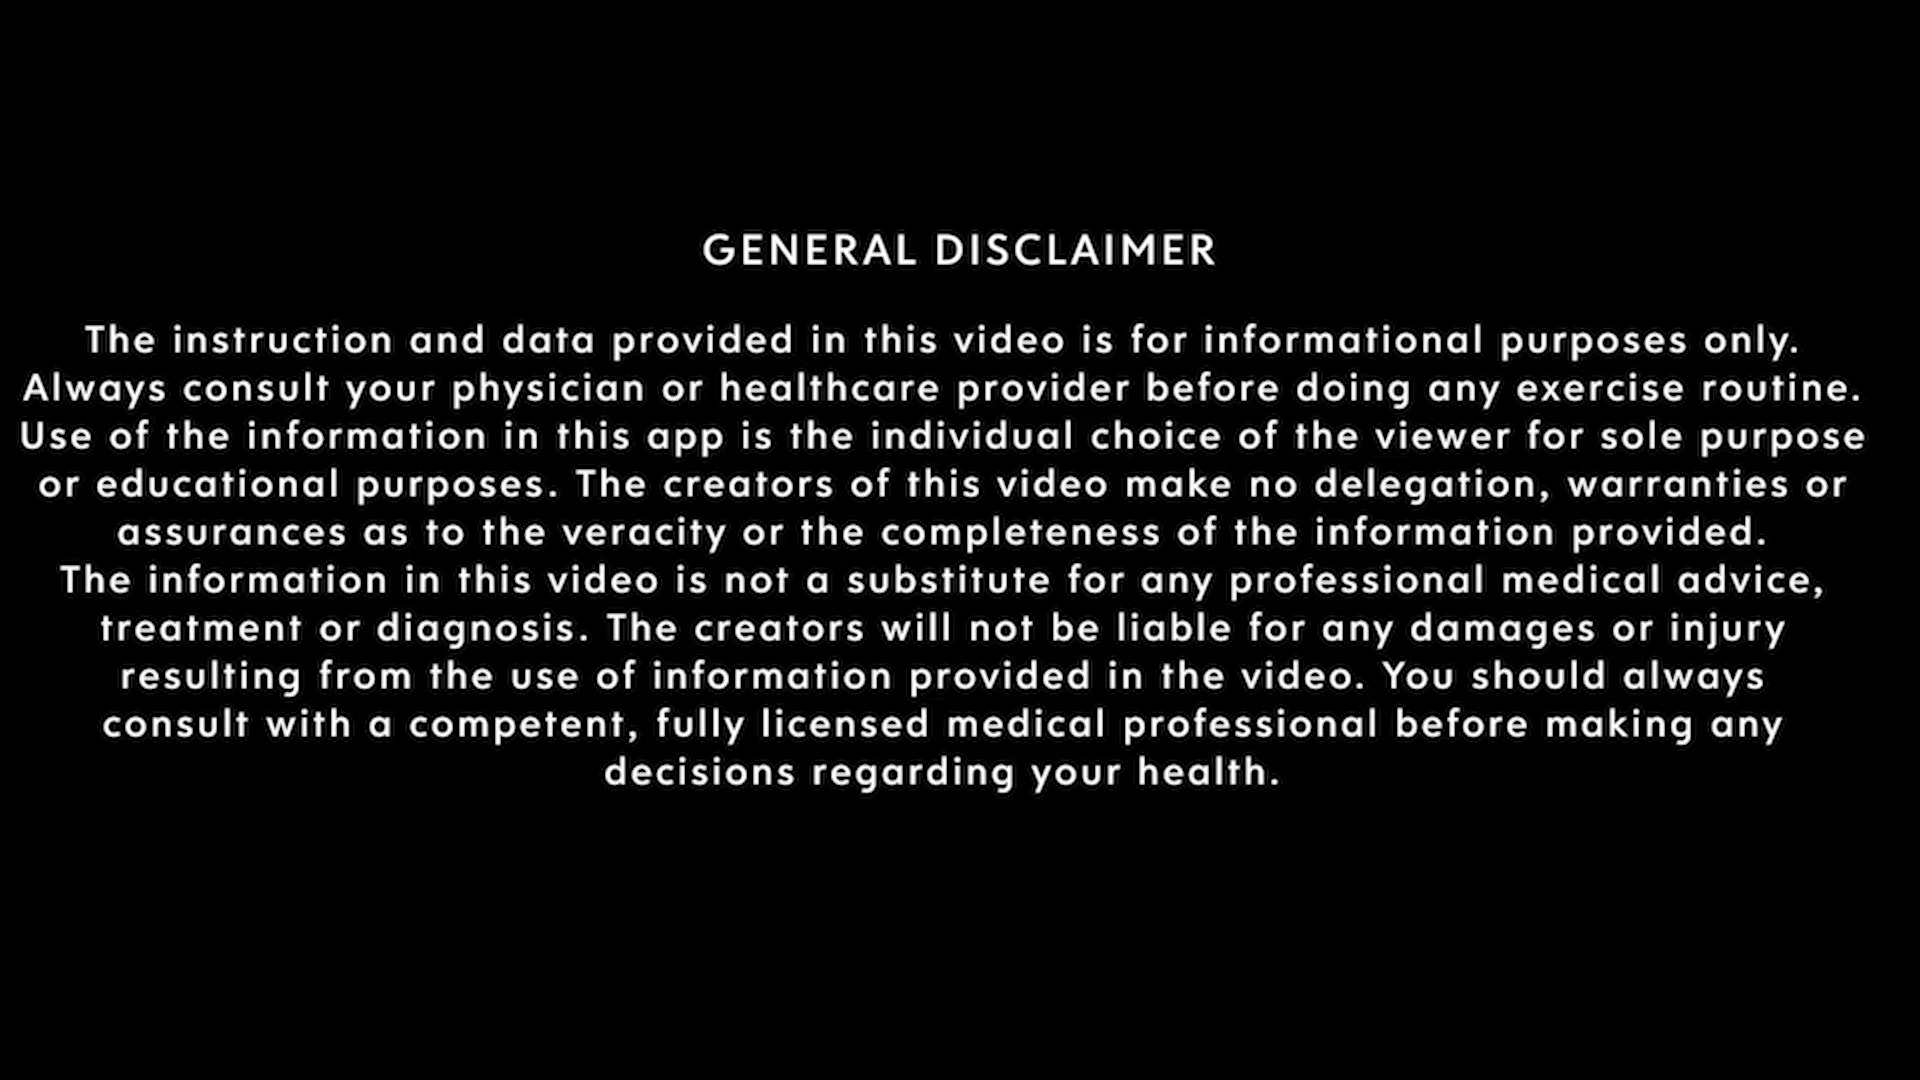 GENERAL DISCLAIMER
The instruction and data provided in this video is for informational purposes only.
Always consult your physician or healthcare provider before doing any exercise routine.
Use of the information in this app is the individual choice of the viewer for sole purpose
or educational purposes. The creators of this video make no delegation, warranties or
assurances as to the veracity or the completeness of the information provided.
The information in this video is not a substitute for any professional medical advice,
treatment or diagnosis. The creators will not be liable for any damages or injury
resulting from the use of information provided in the video. You should always
consult with a competent, fully licensed medical professional before making any
decisions regarding your health.